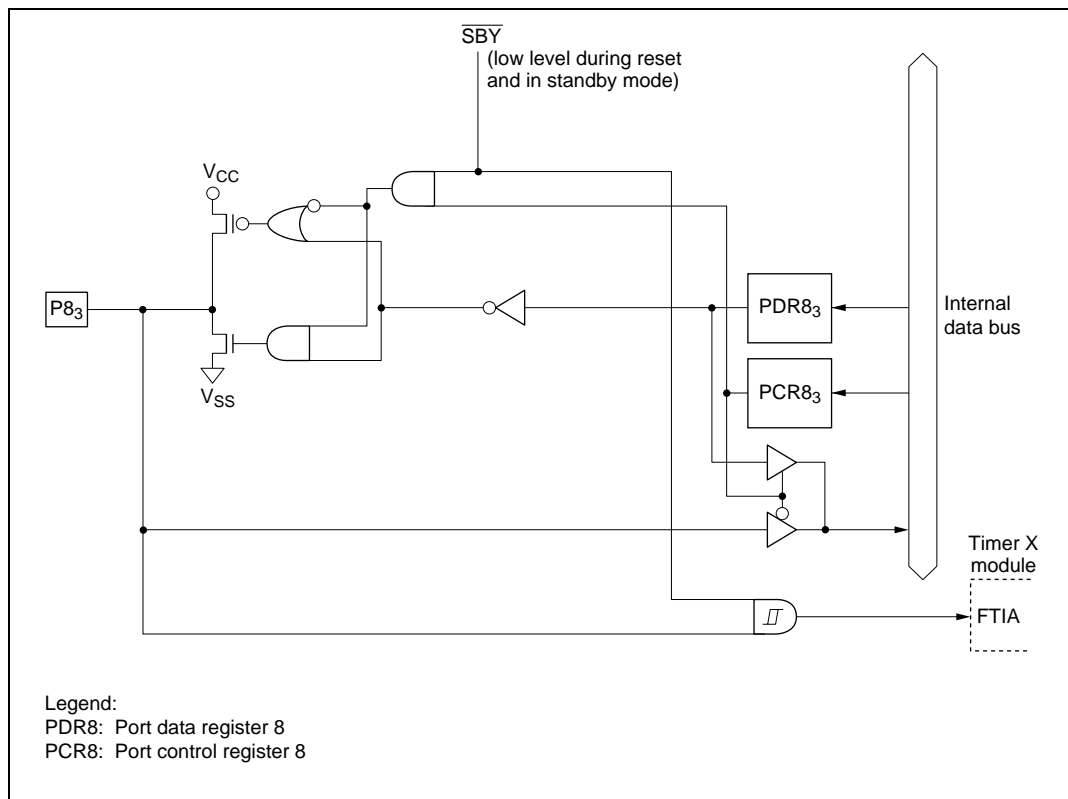 SBY
(low level during reset
and in standby mode)
VCC
P83
VSS
PDR83
PCR83
Internal
data bus
Timer X
module
FTIA
Legend:
PDR8: Port data register 8
PCR8: Port control register 8